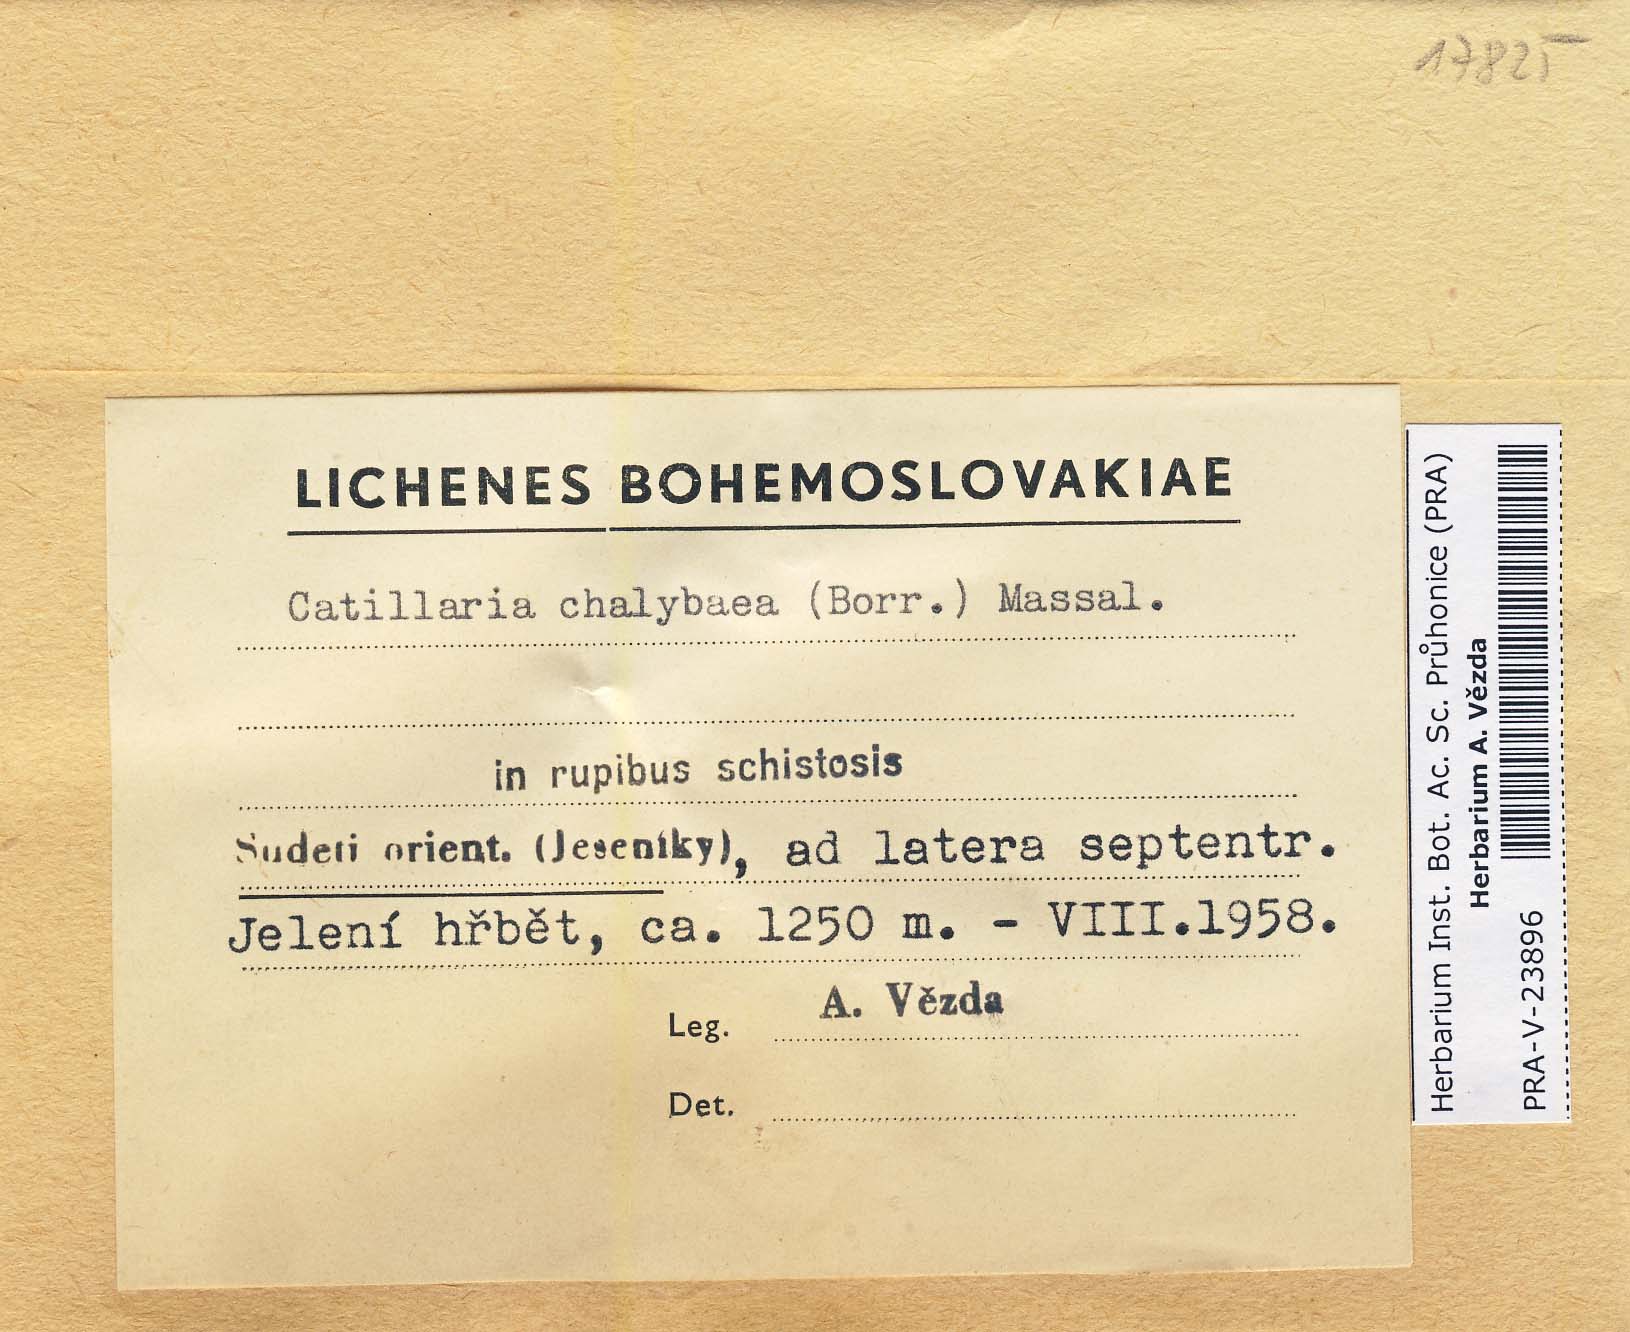 17825
LICHENES BOHEMOSLOVAKIAE
Catillaria chalybaea (Borr.) Massal.
in rupibus schistosis
Sudeti orient. (Jeseníky), ad latera septentr.
Jelení hřbět, ca. 1250 m. - VIII.1958.
Leg. A. Vězda
Det.
Herbarium Inst. Bot. Ac. Sc. Průhonice (PRA)
Herbarium A. Vězda
PRA-V-23896